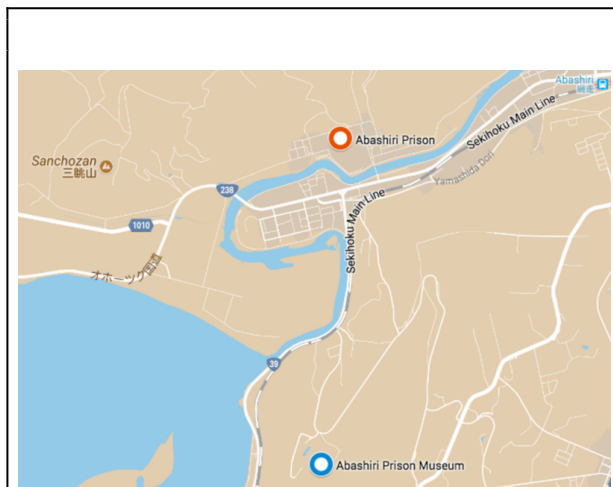 Abashiri
網走
Abashiri Prison
Sekihoku Main Line
Yamashida Dori
Sanchozan
三眺山
238
1010
Sekihoku Main Line
オホーツク国道
39
Abashiri Prison Museum